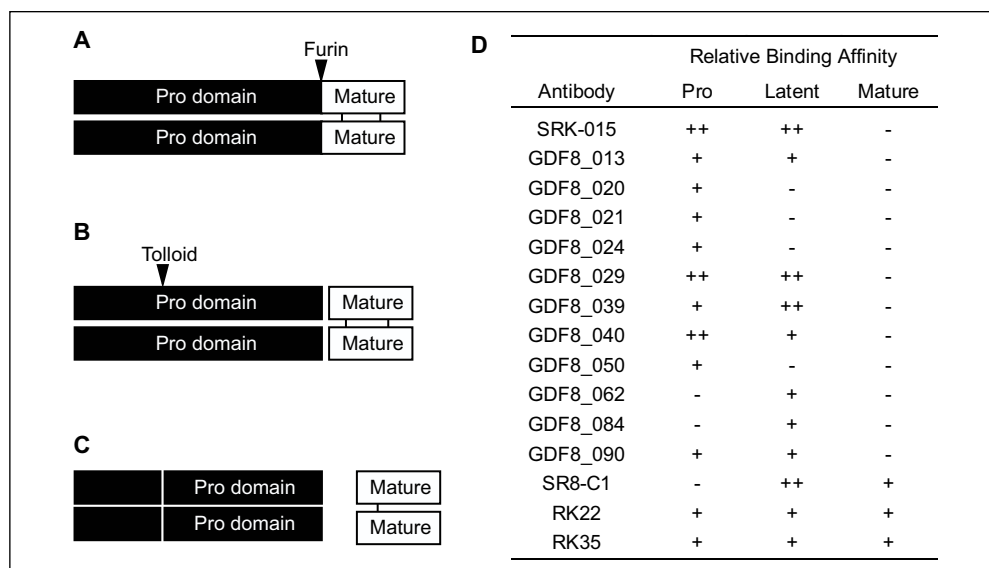 A
Furin
Pro domain Mature
Pro domain Mature
B
Tolloid
Pro domain Mature
Pro domain Mature
C
Pro domain Mature
Pro domain Mature
D
Relative Binding Affinity
Antibody Pro Latent Mature
SRK-015 ++ ++ -
GDF8_013 + + -
GDF8_020 + - -
GDF8_021 + - -
GDF8_024 + - -
GDF8_029 ++ ++ -
GDF8_039 + ++ -
GDF8_040 ++ + -
GDF8_050 + - -
GDF8_062 - + -
GDF8_084 - + -
GDF8_090 + + -
SR8-C1 - ++ +
RK22 + + +
RK35 + + +